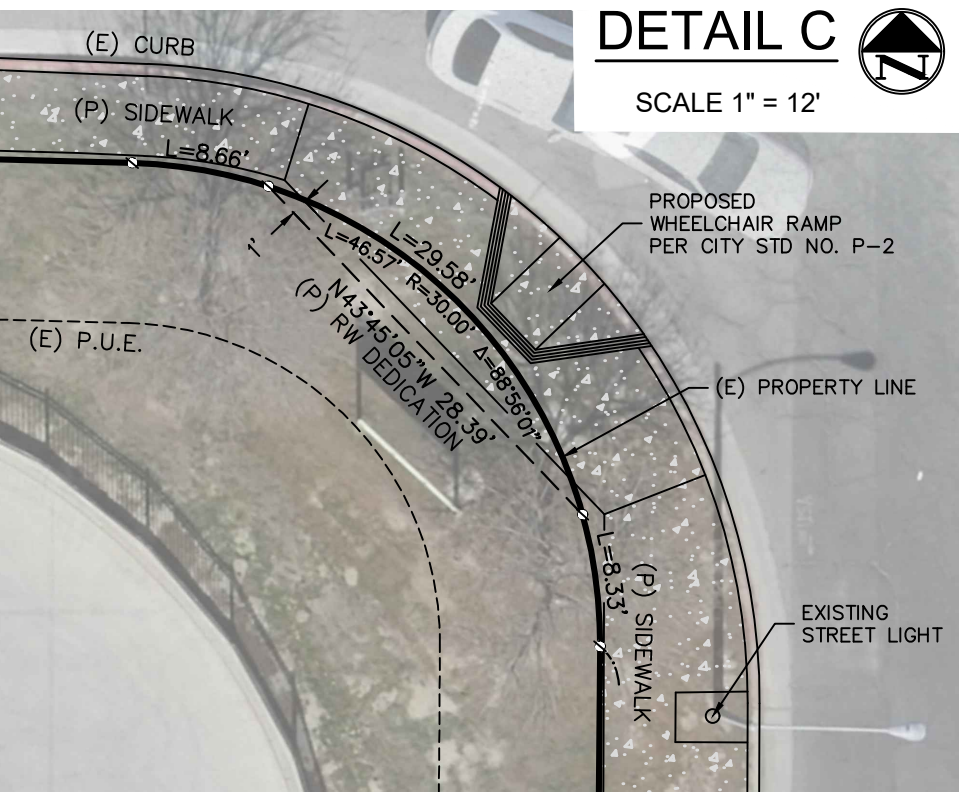 DETAIL C
N
SCALE 1" = 12'
(E) CURB
(P) SIDEWALK
L=8.66'
PROPOSED
WHEELCHAIR RAMP
PER CITY STD NO. P-2
1'
L=29.58'
L=46.57' R=30.00' Δ=88°56'01"
N43°45'05"W 28.39'
(P) RW DEDICATION
(E) P.U.E.
(E) PROPERTY LINE
L=8.33'
(P) SIDEWALK
EXISTING
STREET LIGHT